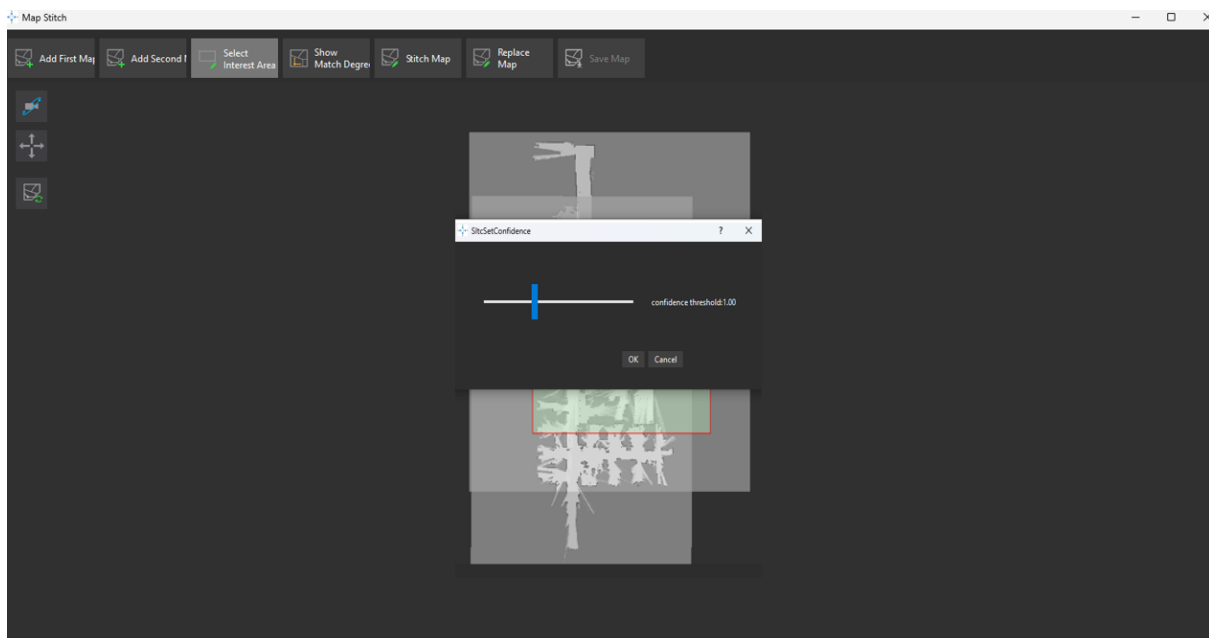 Map Stitch
Add First Map
Add Second M
Select
Interest Area
Show
Match Degre
Stitch Map
Replace
Map
Save Map
SltcSetConfidence
?
confidence threshold:1.00
OK
Cancel